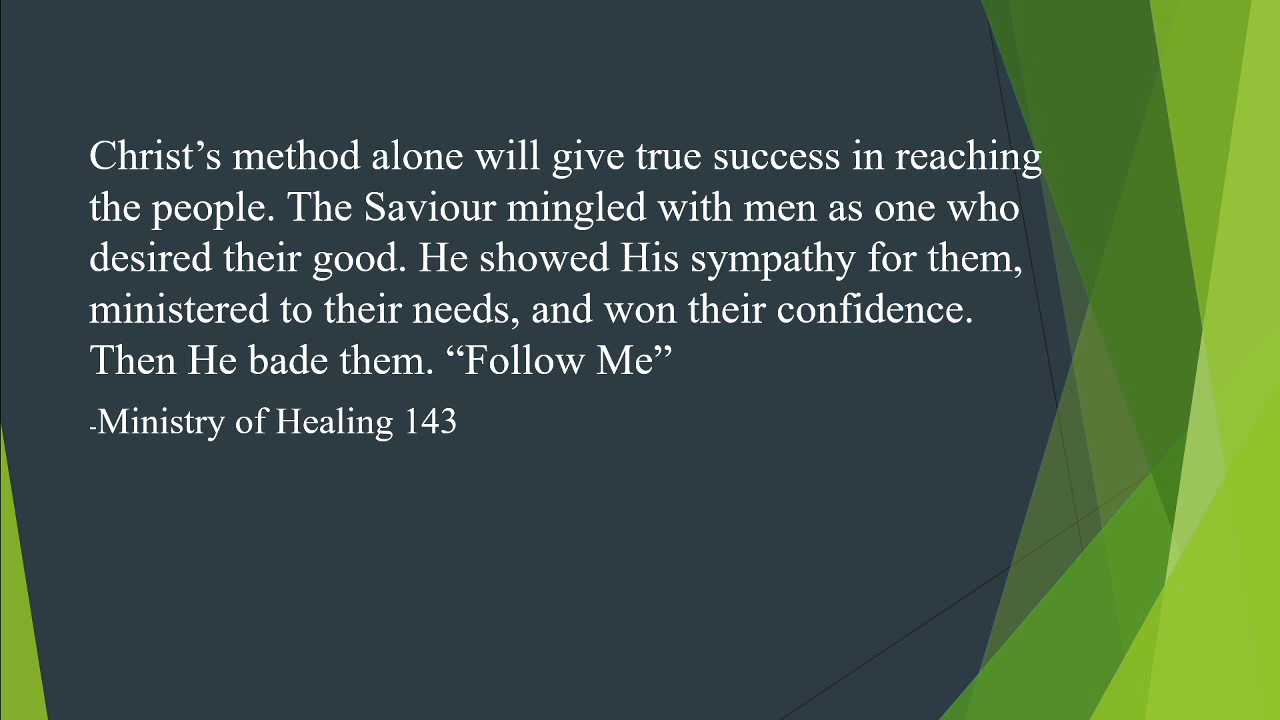 Christ’s method alone will give true success in reaching
the people. The Saviour mingled with men as one who
desired their good. He showed His sympathy for them,
ministered to their needs, and won their confidence.
Then He bade them. “Follow Me”
-Ministry of Healing 143